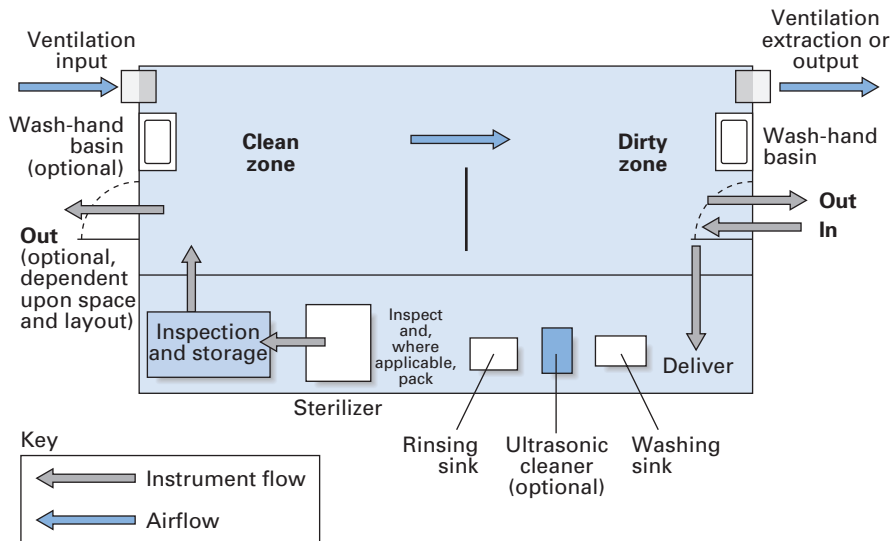 Ventilation
input
Ventilation
extraction or
output
Wash-hand
basin
(optional)
Clean
zone
Dirty
zone
Wash-hand
basin
Out
(optional,
dependent
upon space
and layout)
Out
In
Inspection
and storage
Inspect
and,
where
applicable,
pack
Deliver
Sterilizer
Rinsing
sink
Ultrasonic
cleaner
(optional)
Washing
sink
Key
Instrument flow
Airflow